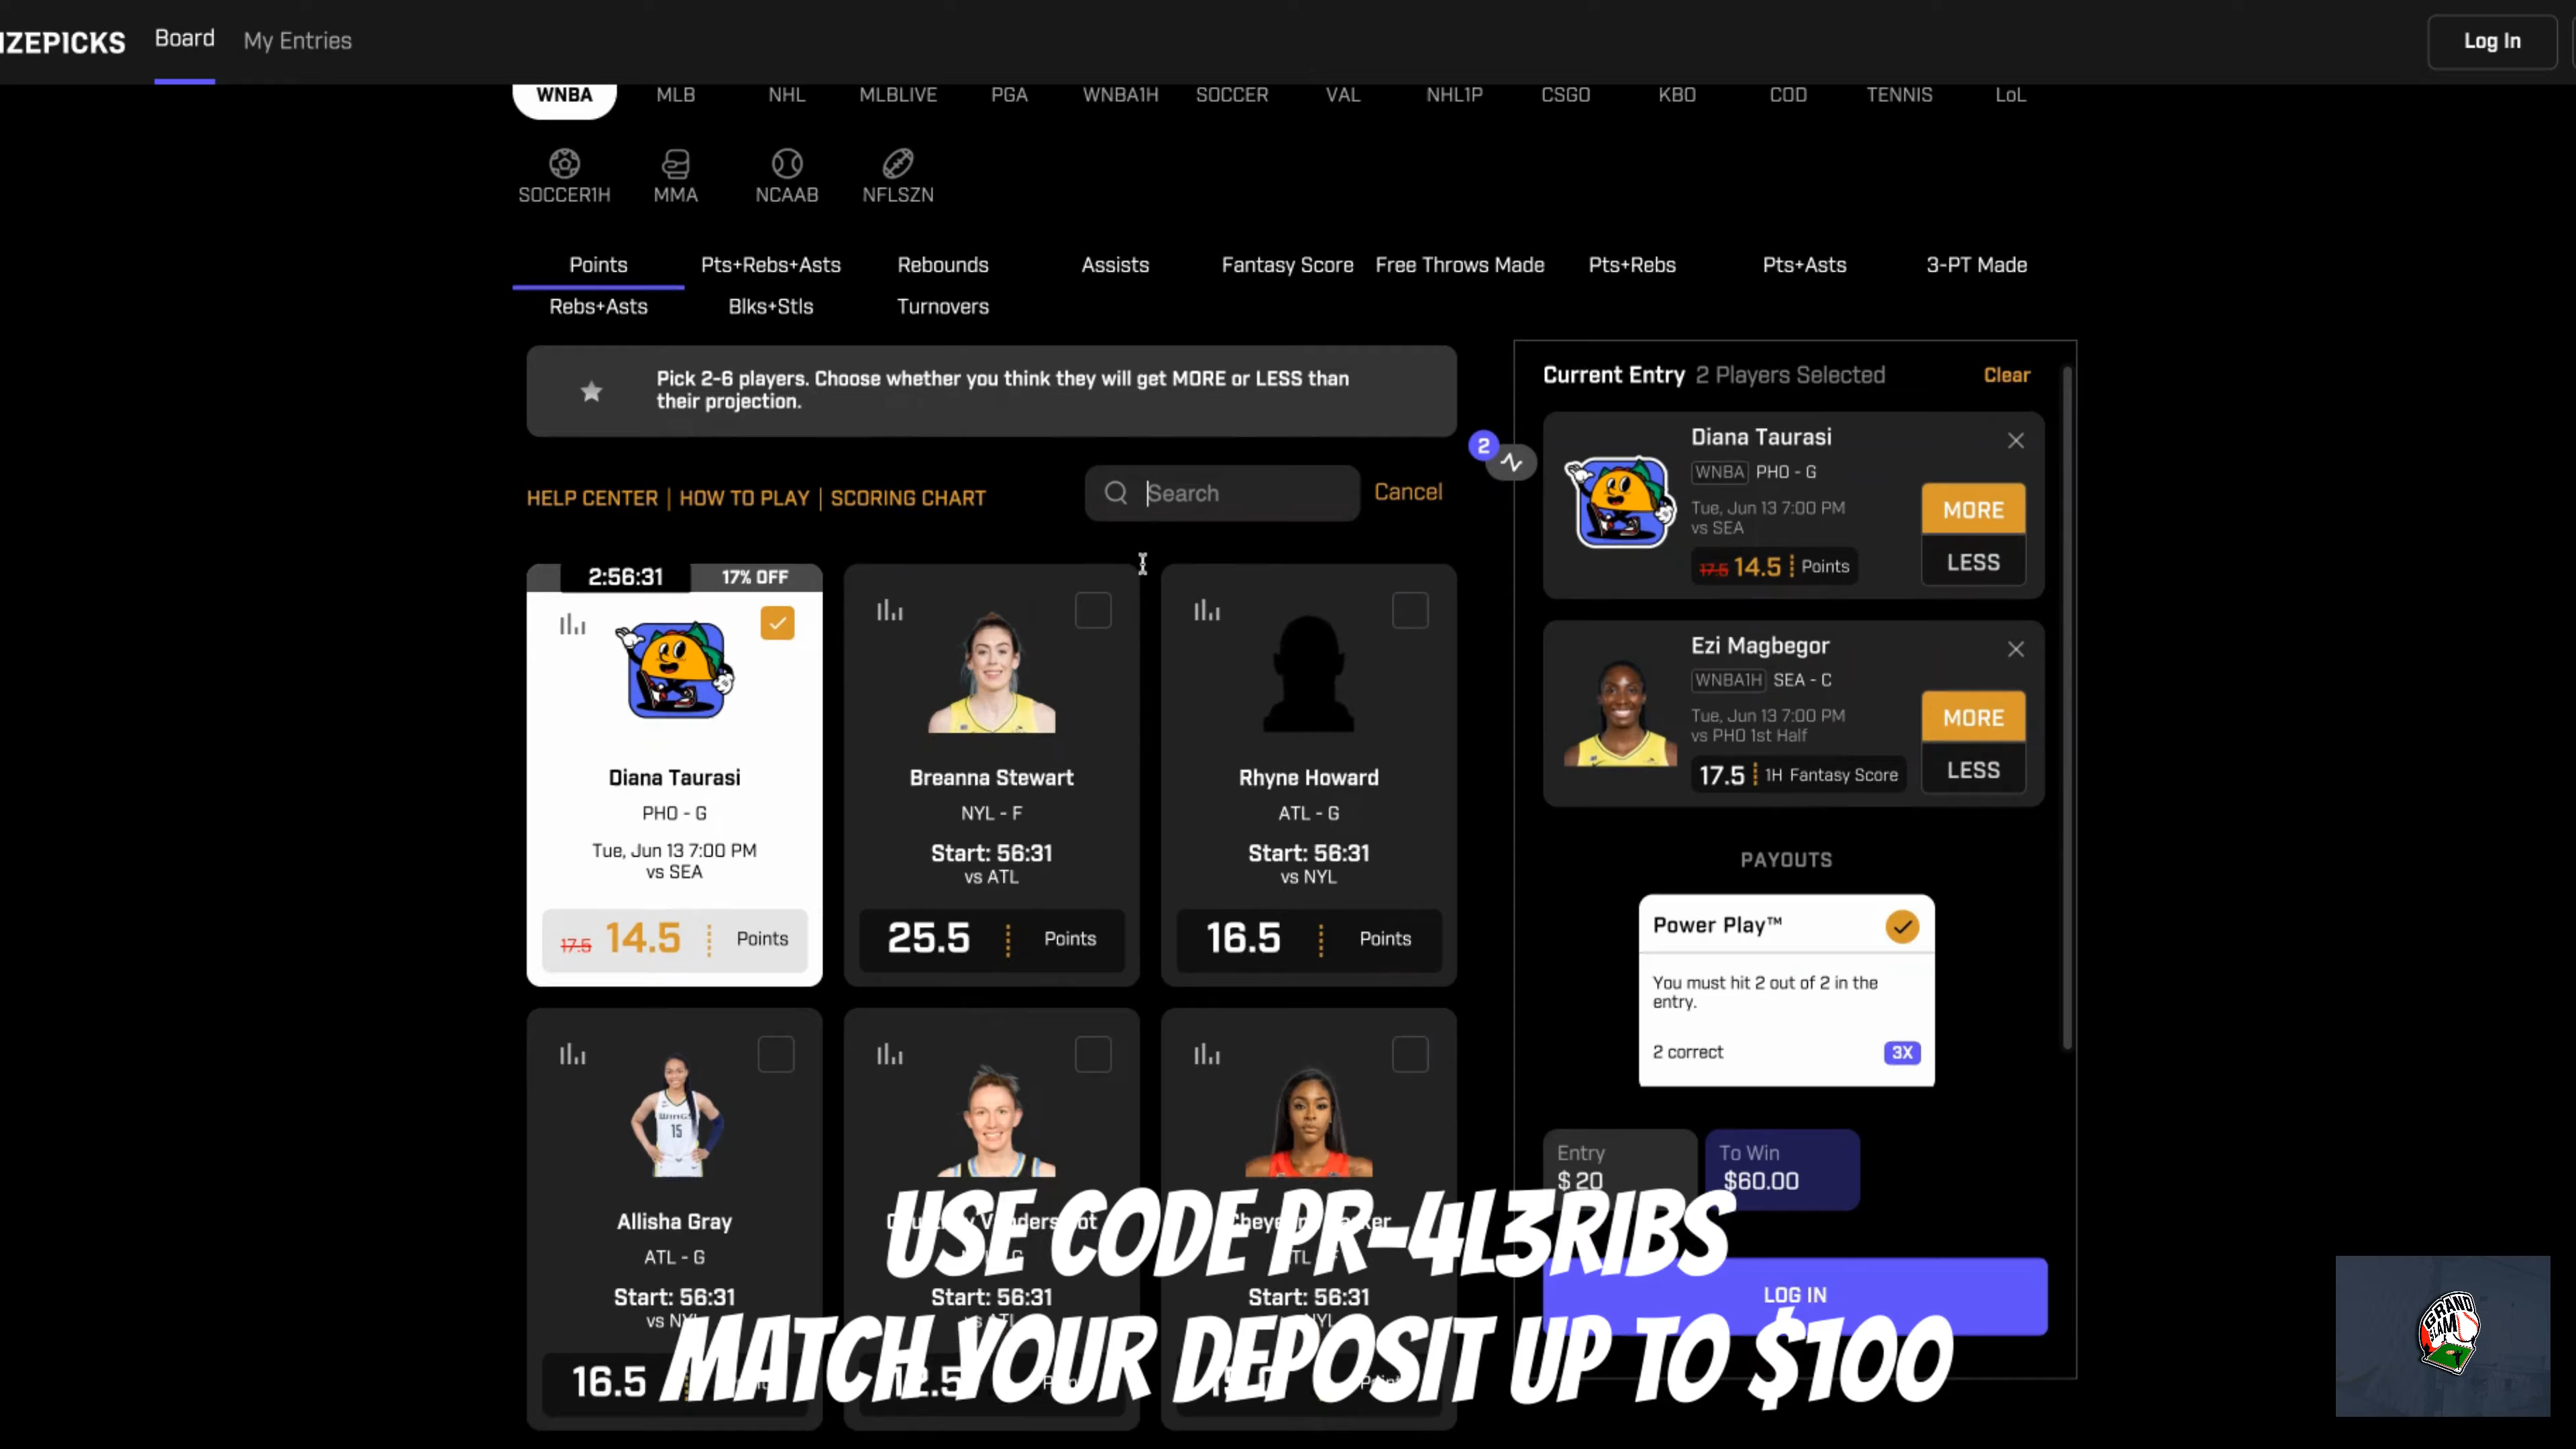 IZEPICKS
Board
My Entries
Log In
WNBA
MLB
NHL
MLBLIVE
PGA
WNBA1H
SOCCER
VAL
NHL1P
CSGO
KBO
COD
TENNIS
LoL
SOCCER1H
MMA
NCAAB
NFLSZN
Points
Pts+Rebs+Asts
Rebounds
Assists
Fantasy Score
Free Throws Made
Pts+Rebs
Pts+Asts
3-PT Made
Rebs+Asts
Blks+Stls
Turnovers
Pick 2-6 players. Choose whether you think they will get MORE or LESS than
their projection.
HELP CENTER | HOW TO PLAY | SCORING CHART
Search
Cancel
2:56:31
17% OFF
Diana Taurasi
PHO - G
Tue, Jun 13 7:00 PM
vs SEA
17.5 14.5 Points
Breanna Stewart
NYL - F
Start: 56:31
vs ATL
25.5 Points
Rhyne Howard
ATL - G
Start: 56:31
vs NYL
16.5 Points
WINGS
15
Allisha Gray
ATL - G
Start: 56:31
vs NYL
16.5
Start: 56:31
Start: 56:31
2
Current Entry 2 Players Selected
Clear
Diana Taurasi
WNBA PHO - G
Tue, Jun 13 7:00 PM
vs SEA
17.5 14.5 Points
MORE
LESS
Ezi Magbegor
WNBA1H SEA - C
Tue, Jun 13 7:00 PM
vs PHO 1st Half
17.5 1H Fantasy Score
MORE
LESS
PAYOUTS
Power Play™
You must hit 2 out of 2 in the
entry.
2 correct
3X
Entry
$ 20
To Win
$60.00
LOG IN
USE CODE PR-4L3RIBS
MATCH YOUR DEPOSIT UP TO $100
GRAND
SLAM